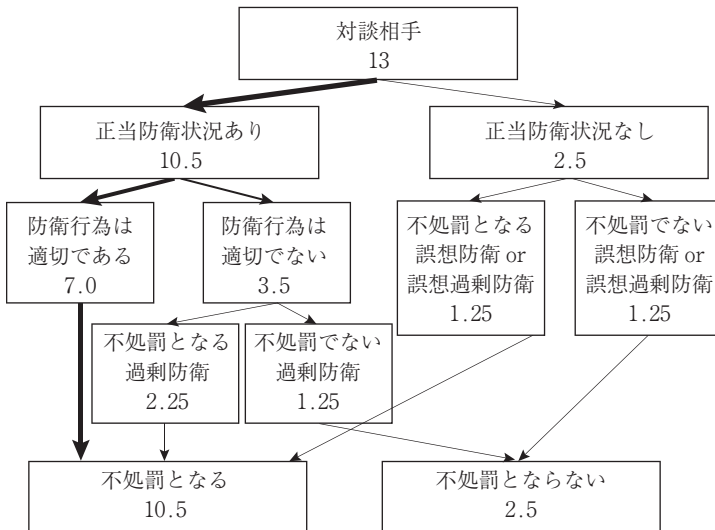 対談相手
13
正当防衛状況あり
10.5
正当防衛状況なし
2.5
防衛行為は
適切である
7.0
防衛行為は
適切でない
3.5
不処罰となる
誤想防衛 or
誤想過剰防衛
1.25
不処罰でない
誤想防衛 or
誤想過剰防衛
1.25
不処罰となる
過剰防衛
2.25
不処罰でない
過剰防衛
1.25
不処罰となる
10.5
不処罰とならない
2.5